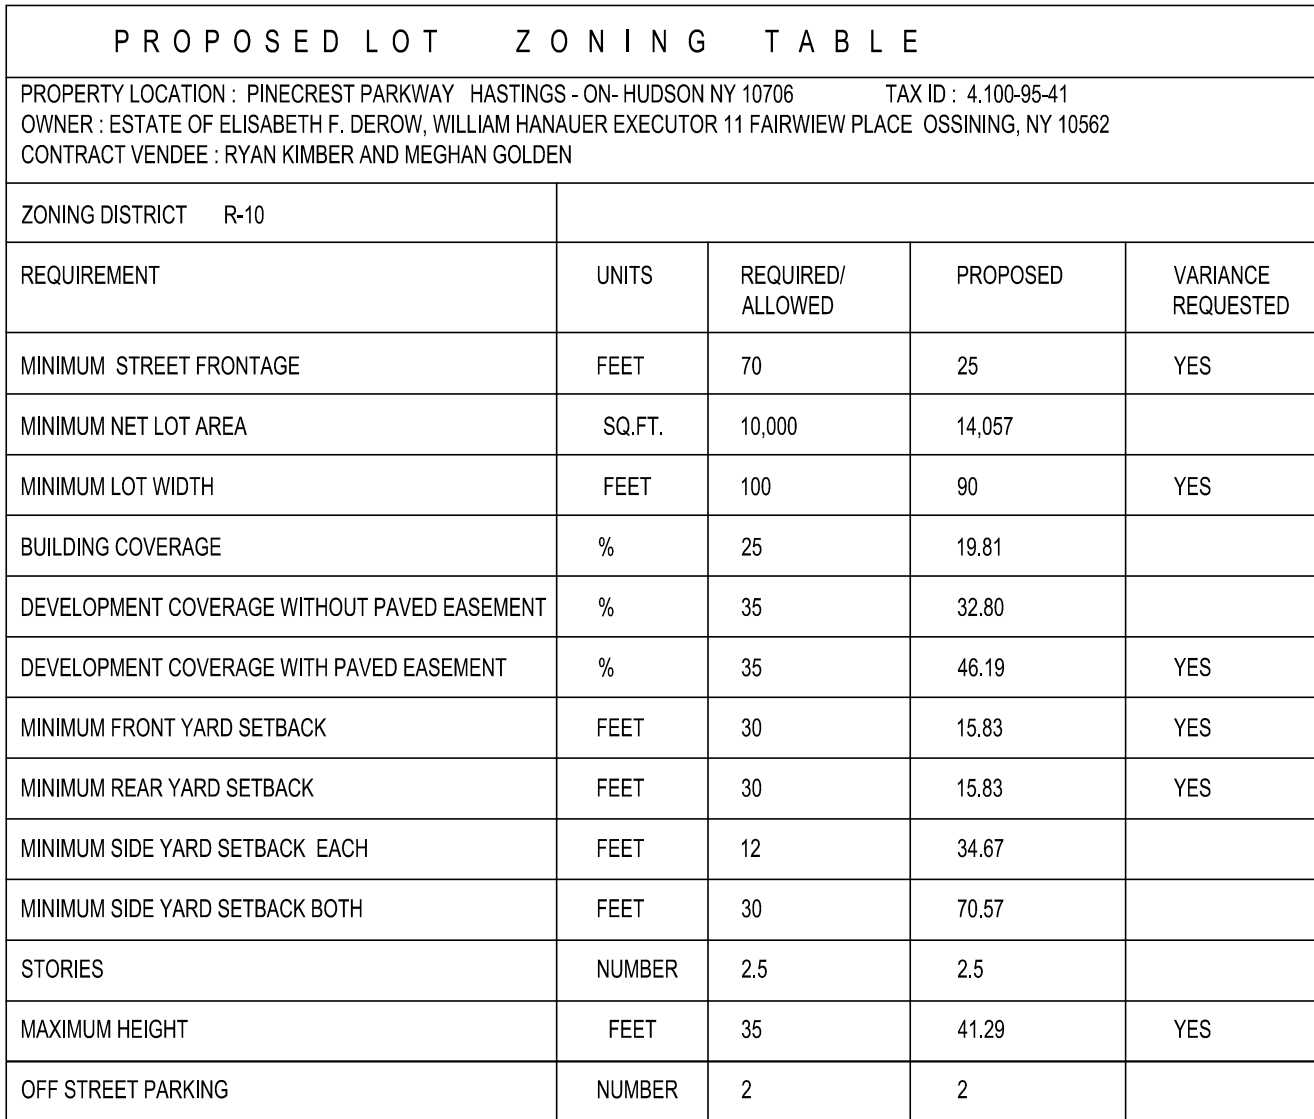 PROPOSED LOT ZONING TABLE
PROPERTY LOCATION : PINECREST PARKWAY HASTINGS - ON- HUDSON NY 10706 TAX ID : 4.100-95-41
OWNER : ESTATE OF ELISABETH F. DEROW, WILLIAM HANAUER EXECUTOR 11 FAIRWIEW PLACE OSSINING, NY 10562
CONTRACT VENDEE : RYAN KIMBER AND MEGHAN GOLDEN
ZONING DISTRICT R-10
REQUIREMENT UNITS REQUIRED/ PROPOSED VARIANCE
ALLOWED REQUESTED
MINIMUM STREET FRONTAGE FEET 70 25 YES
MINIMUM NET LOT AREA SQ.FT. 10,000 14,057
MINIMUM LOT WIDTH FEET 100 90 YES
BUILDING COVERAGE % 25 19.81
DEVELOPMENT COVERAGE WITHOUT PAVED EASEMENT % 35 32.80
DEVELOPMENT COVERAGE WITH PAVED EASEMENT % 35 46.19 YES
MINIMUM FRONT YARD SETBACK FEET 30 15.83 YES
MINIMUM REAR YARD SETBACK FEET 30 15.83 YES
MINIMUM SIDE YARD SETBACK EACH FEET 12 34.67
MINIMUM SIDE YARD SETBACK BOTH FEET 30 70.57
STORIES NUMBER 2.5 2.5
MAXIMUM HEIGHT FEET 35 41.29 YES
OFF STREET PARKING NUMBER 2 2